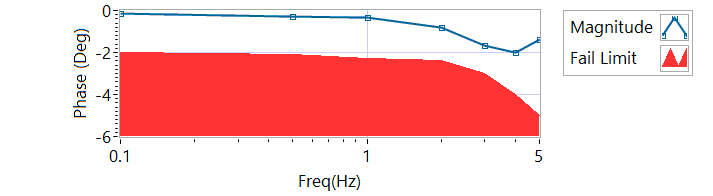 0
-2
-4
-6
Phase (Deg)
0.1
1
5
Freq(Hz)
Magnitude
Fail Limit